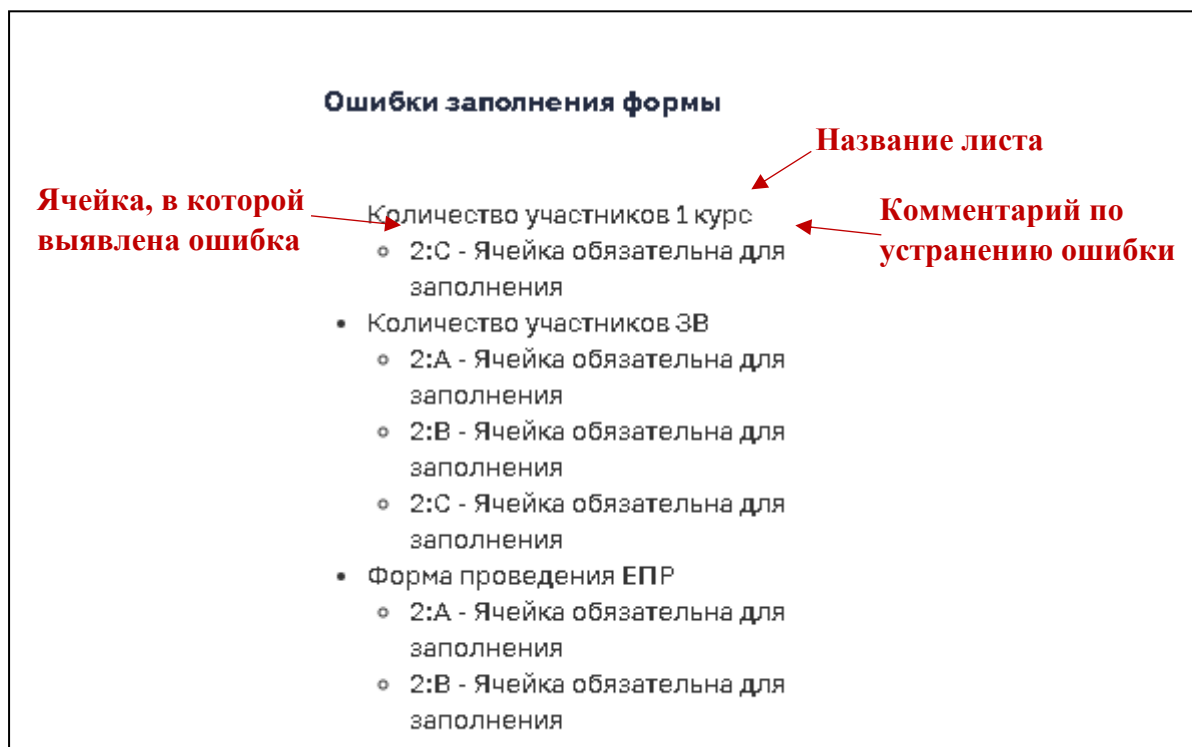 Ошибки заполнения формы
Название листа
Ячейка, в которой
выявлена ошибка
Количество участников 1 курс
Комментарий по
устранению ошибки
2:C - Ячейка обязательна для
заполнения
Количество участников ЗВ
2:A - Ячейка обязательна для
заполнения
2:B - Ячейка обязательна для
заполнения
2:C - Ячейка обязательна для
заполнения
Форма проведения ЕПР
2:A - Ячейка обязательна для
заполнения
2:B - Ячейка обязательна для
заполнения